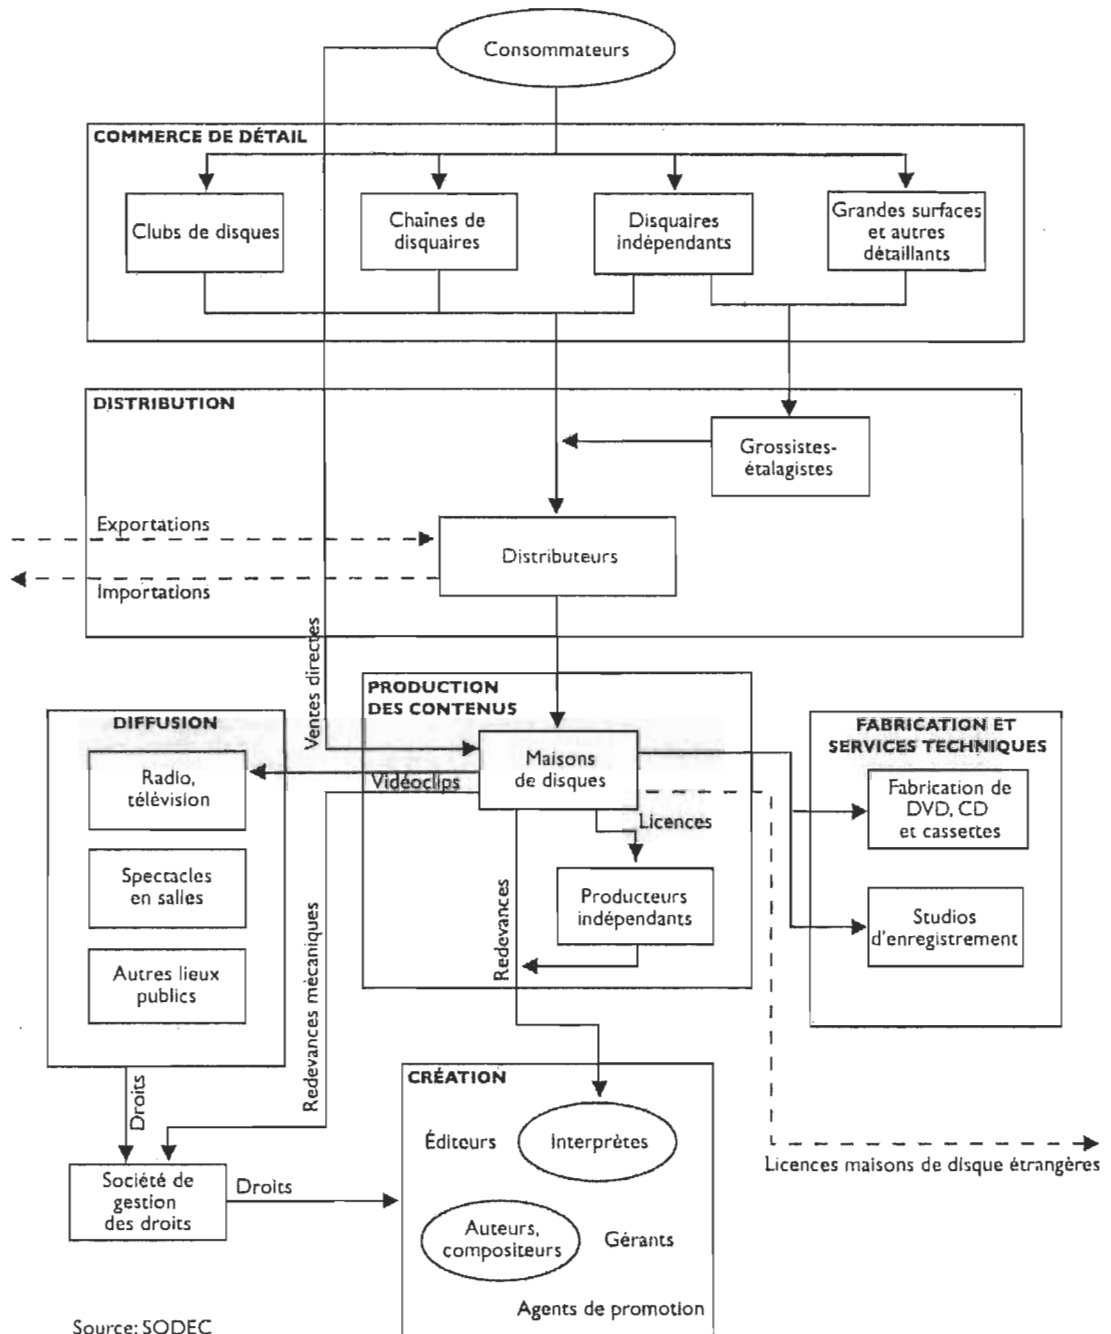 Consommateurs
COMMERCE DE DÉTAIL
Clubs de disques
Chaînes de
disquaires
Disquaires
indépendants
Grandes surfaces
et autres
détaillants
DISTRIBUTION
Grossistes-
étalagistes
Exportations
Distributeurs
Importations
Ventes directes
PRODUCTION
DES CONTENUS
DIFFUSION
FABRICATION ET
SERVICES TECHNIQUES
Radio,
télévision
Vidéoclips
Maisons
de disques
Fabrication de
DVD, CD
et cassettes
Licences
Spectacles
en salles
Redevances
Producteurs
indépendants
Studios
d'enregistrement
Autres lieux
publics
Redevances mécaniques
Droits
CRÉATION
Éditeurs
Interprètes
Licences maisons de disque étrangères
Société de
gestion
des droits
Droits
Auteurs,
compositeurs
Gérants
Agents de promotion
Source: SODEC